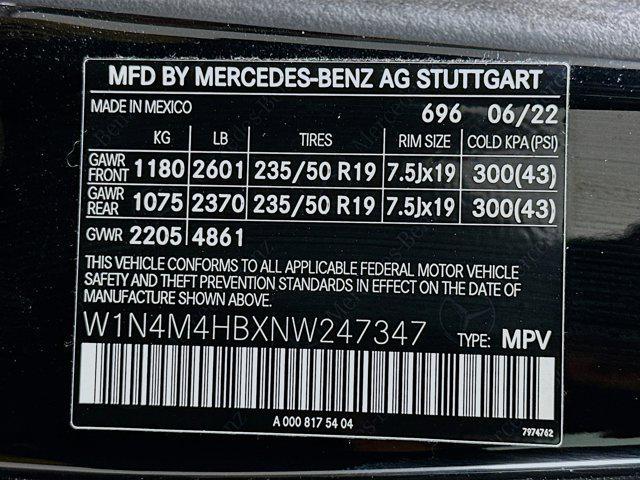 MFD BY MERCEDES-BENZ AG STUTTGART
MADE IN MEXICO 696 06/22
KG LB TIRES RIM SIZE COLD KPA (PSI)
GAWR FRONT 1180 2601 235/50 R19 7.5Jx19 300(43)
GAWR REAR 1075 2370 235/50 R19 7.5Jx19 300(43)
GVWR 2205 4861
THIS VEHICLE CONFORMS TO ALL APPLICABLE FEDERAL MOTOR VEHICLE
SAFETY AND THEFT PREVENTION STANDARDS IN EFFECT ON THE DATE
OF MANUFACTURE SHOWN ABOVE.
W1N4M4HBXNW247347 TYPE: MPV
A 000 817 54 04
7974762